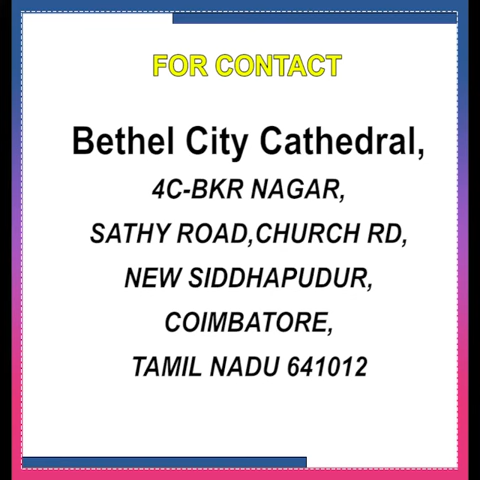 FOR CONTACT
Bethel City Cathedral,
4C-BKR NAGAR,
SATHY ROAD,CHURCH RD,
NEW SIDDHAPUDUR,
COIMBATORE,
TAMIL NADU 641012